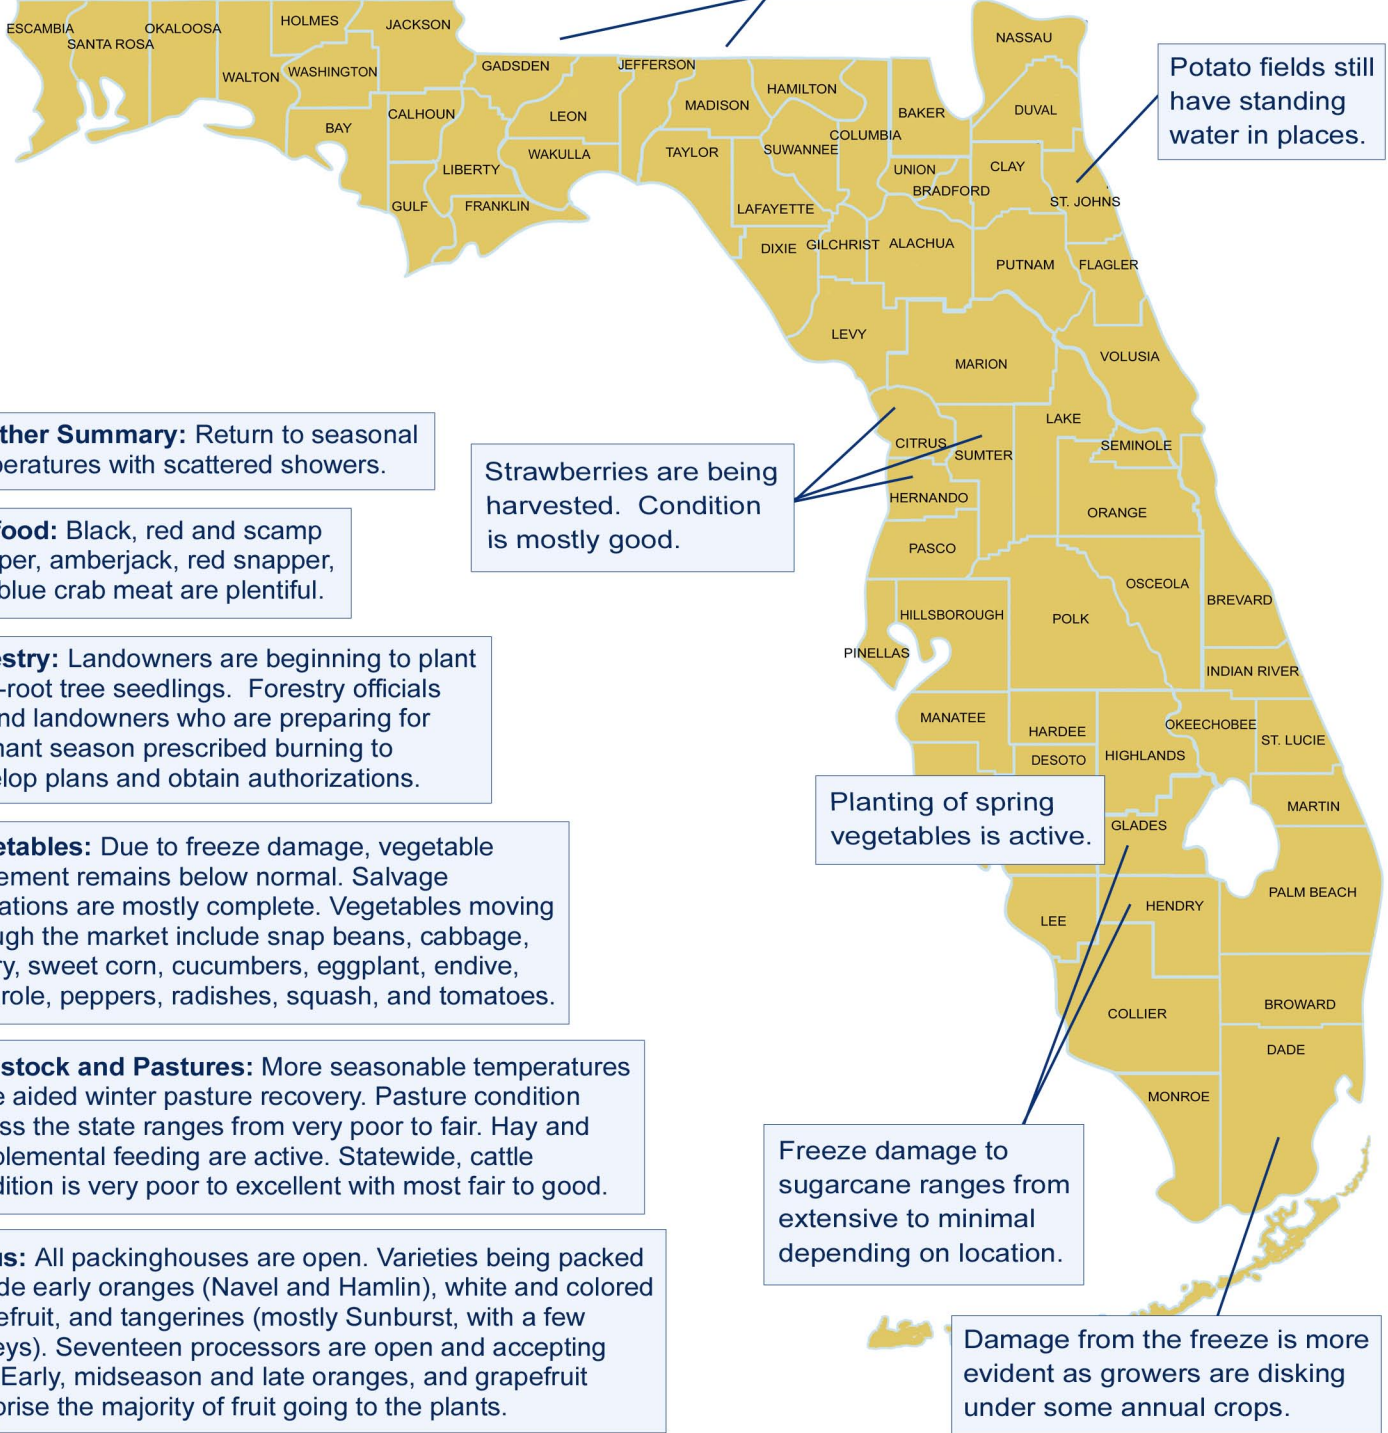 ESCAMBIA
SANTA ROSA
OKALOOSA
HOLMES
JACKSON
WALTON
WASHINGTON
BAY
CALHOUN
GADSDEN
JEFFERSON
LEON
LIBERTY
WAKULLA
GULF
FRANKLIN
MADISON
HAMILTON
TAYLOR
SUWANNEE
COLUMBIA
BAKER
NASSAU
DUVAL
UNION
BRADFORD
CLAY
ST. JOHNS
LAFAYETTE
DIXIE
GILCHRIST
ALACHUA
PUTNAM
FLAGLER
LEVY
MARION
VOLUSIA
LAKE
CITRUS
SUMTER
SEMINOLE
HERNANDO
ORANGE
PASCO
OSCEOLA
BREVARD
HILLSBOROUGH
POLK
PINELLAS
INDIAN RIVER
MANATEE
HARDEE
OKEECHOBEE
ST. LUCIE
DESOTO
HIGHLANDS
MARTIN
GLADES
PALM BEACH
HENDRY
LEE
COLLIER
BROWARD
DADE
MONROE
Potato fields still
have standing
water in places.
ther Summary: Return to seasonal
peratures with scattered showers.
Strawberries are being
harvested. Condition
is mostly good.
food: Black, red and scamp
per, amberjack, red snapper,
blue crab meat are plentiful.
estry: Landowners are beginning to plant
-root tree seedlings. Forestry officials
nd landowners who are preparing for
nant season prescribed burning to
elop plans and obtain authorizations.
Planting of spring
vegetables is active.
etables: Due to freeze damage, vegetable
ement remains below normal. Salvage
ations are mostly complete. Vegetables moving
ugh the market include snap beans, cabbage,
ry, sweet corn, cucumbers, eggplant, endive,
role, peppers, radishes, squash, and tomatoes.
stock and Pastures: More seasonable temperatures
e aided winter pasture recovery. Pasture condition
ss the state ranges from very poor to fair. Hay and
plemental feeding are active. Statewide, cattle
dition is very poor to excellent with most fair to good.
Freeze damage to
sugarcane ranges from
extensive to minimal
depending on location.
us: All packinghouses are open. Varieties being packed
de early oranges (Navel and Hamlin), white and colored
efruit, and tangerines (mostly Sunburst, with a few
eys). Seventeen processors are open and accepting
Early, midseason and late oranges, and grapefruit
prise the majority of fruit going to the plants.
Damage from the freeze is more
evident as growers are disking
under some annual crops.